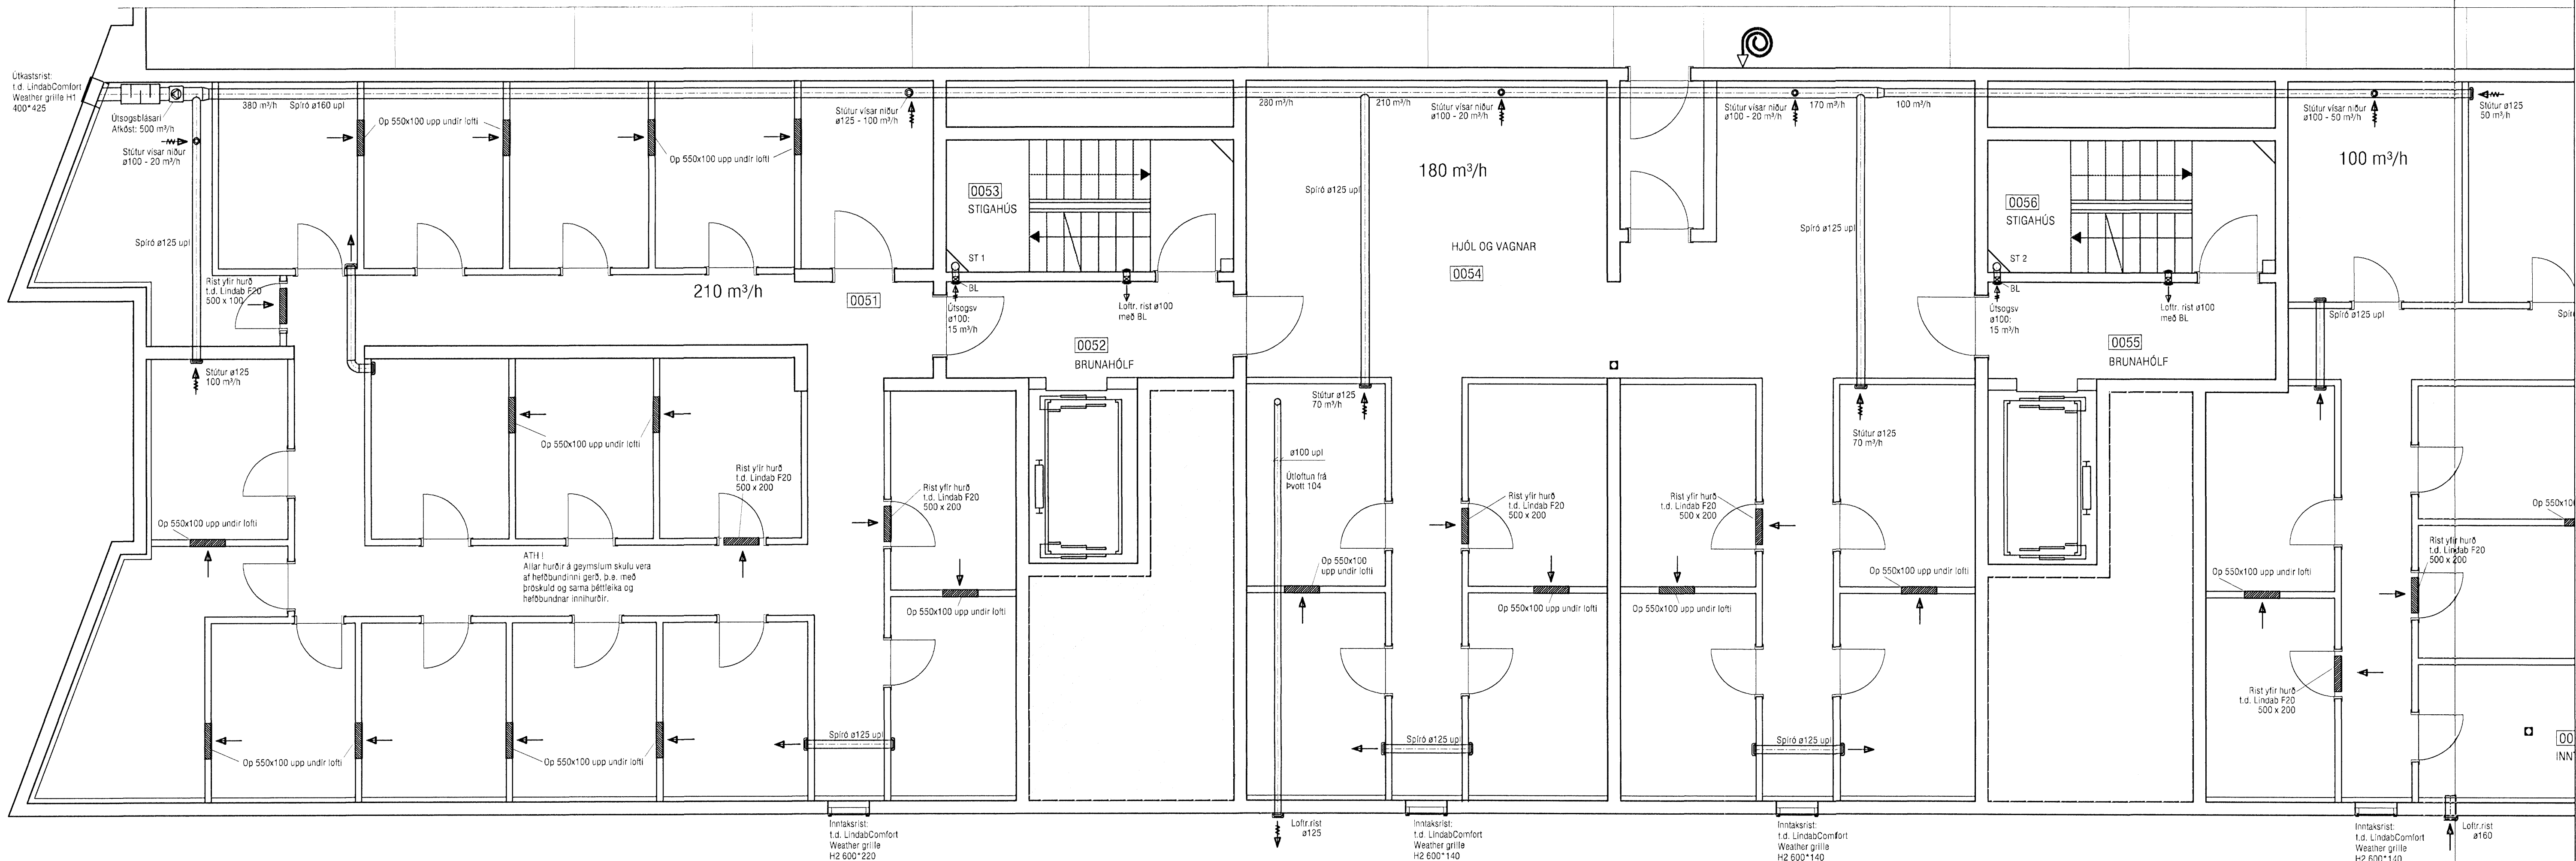 Útkastsrist:
t.d. LindabComfort
Weather grille H1
400*425
Útsogsblásari
Afköst: 500 m³/h
Stútur vísar niður
ø100 - 20 m³/h
380 m³/h
Spíró ø160 upl
Op 550x100 upp undir lofti
Op 550x100 upp undir lofti
Stútur vísar niður
ø125 - 100 m³/h
280 m³/h
210 m³/h
Stútur vísar niður
ø100 - 20 m³/h
Stútur vísar niður
ø100 - 20 m³/h
170 m³/h
100 m³/h
Stútur vísar niður
ø100 - 50 m³/h
Stútur ø125
50 m³/h
180 m³/h
100 m³/h
0053
STIGAHÚS
Spíró ø125 upl
0056
STIGAHÚS
Spíró ø125 upl
Spíró ø125 upl
HJÓL OG VAGNAR
0054
ST 1
BL
ST 2
BL
Rist yfir hurð
t.d. Lindab F20
500 x 100
210 m³/h
0051
Útsogsv
ø100:
15 m³/h
Loftr. rist ø100
með BL
Útsogsv
ø100:
15 m³/h
Loftr. rist ø100
með BL
Spíró ø125 upl
0052
BRUNAHÓLF
0055
BRUNAHÓLF
Stútur ø125
100 m³/h
Stútur ø125
70 m³/h
Stútur ø125
70 m³/h
Op 550x100 upp undir lofti
Rist yfir hurð
t.d. Lindab F20
500 x 200
Rist yfir hurð
t.d. Lindab F20
500 x 200
ø100 upl
Útloftun frá
Þvott 104
Rist yfir hurð
t.d. Lindab F20
500 x 200
Rist yfir hurð
t.d. Lindab F20
500 x 200
Op 550x100 upp undir lofti
ATH !
Allar hurðir á geymslum skulu vera
af hefðbundinni gerð, þ.e. með
þröskuld og sama þéttleika og
hefðbundnar innihurðir.
Op 550x100
upp undir lofti
Op 550x100 upp undir lofti
Op 550x100 upp undir lofti
Op 550x100 upp undir lofti
Op 550x100 upp undir lofti
Op 550x100 upp undir lofti
Rist yfir hurð
t.d. Lindab F20
500 x 200
Rist yfir hurð
t.d. Lindab F20
500 x 200
Spíró ø125 upl
Spíró ø125 upl
Spíró ø125 upl
Op 550x100 upp undir lofti
Op 550x100 upp undir lofti
Inntaksrist:
t.d. LindabComfort
Weather grille
H2 600*220
Loftr.rist
ø125
Inntaksrist:
t.d. LindabComfort
Weather grille
H2 600*140
Inntaksrist:
t.d. LindabComfort
Weather grille
H2 600*140
Inntaksrist:
t.d. LindabComfort
Weather grille
H2 600*140
Loftr.rist
ø160